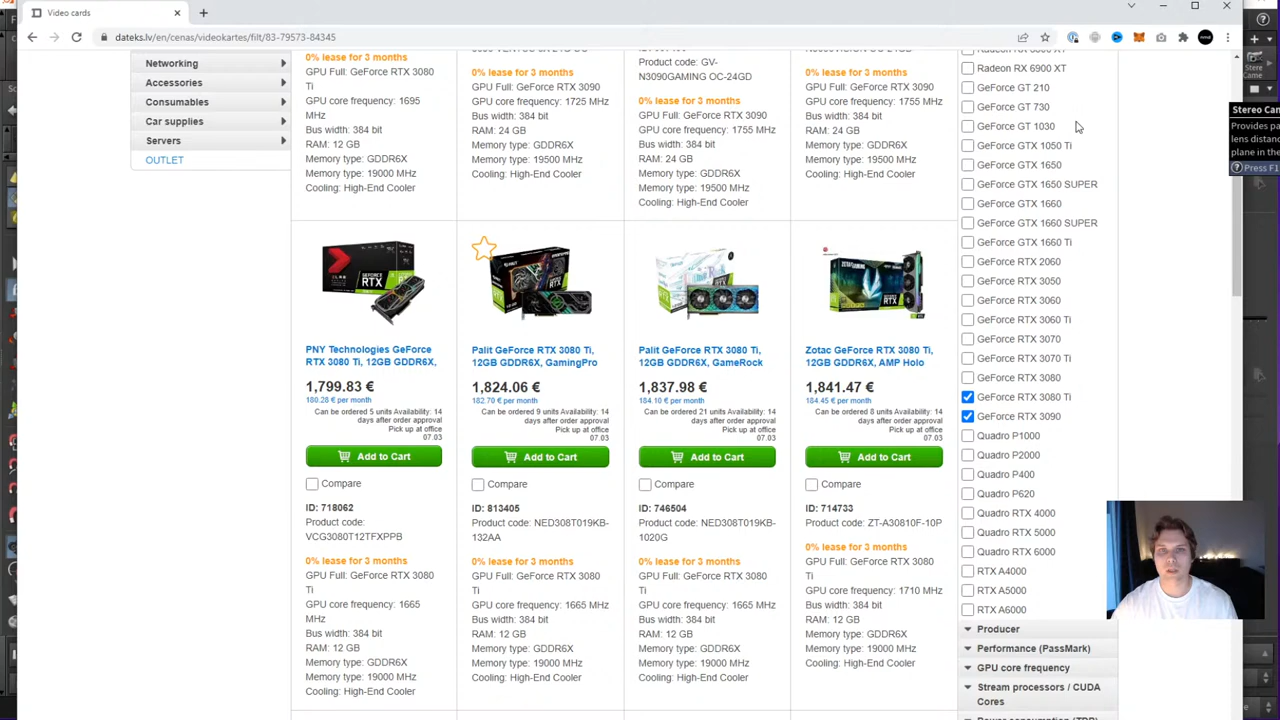 Video cards
dateks.lv/en/cenas/videokartes/filt/83-79573-84345
Networking
Accessories
Consumables
Car supplies
Servers
OUTLET
0% lease for 3 months
GPU Full: GeForce RTX 3080
Ti
GPU core frequency: 1695
MHz
Bus width: 384 bit
RAM: 12 GB
Memory type: GDDR6X
Memory frequency: 19000 MHz
Cooling: High-End Cooler
0% lease for 3 months
GPU Full: GeForce RTX 3090
GPU core frequency: 1725 MHz
Bus width: 384 bit
RAM: 24 GB
Memory type: GDDR6X
Memory frequency: 19500 MHz
Cooling: High-End Cooler
Product code: GV-
N3090GAMING OC-24GD
0% lease for 3 months
GPU Full: GeForce RTX 3090
GPU core frequency: 1755 MHz
Bus width: 384 bit
RAM: 24 GB
Memory type: GDDR6X
Memory frequency: 19500 MHz
Cooling: High-End Cooler
0% lease for 3 months
GPU Full: GeForce RTX 3090
GPU core frequency: 1755 MHz
Bus width: 384 bit
RAM: 24 GB
Memory type: GDDR6X
Memory frequency: 19500 MHz
Cooling: High-End Cooler
PNY Technologies GeForce
RTX 3080 Ti, 12GB GDDR6X,
1,799.83 €
180.28 € per month
Can be ordered 5 units Availability: 14
days after order approval
Pick up at office
07.03
Add to Cart
Compare
ID: 718062
Product code:
VCG3080T12TFXPPB
0% lease for 3 months
GPU Full: GeForce RTX 3080
Ti
GPU core frequency: 1665
MHz
Bus width: 384 bit
RAM: 12 GB
Memory type: GDDR6X
Memory frequency: 19000 MHz
Cooling: High-End Cooler
Palit GeForce RTX 3080 Ti,
12GB GDDR6X, GamingPro
1,824.06 €
182.70 € per month
Can be ordered 9 units Availability: 14
days after order approval
Pick up at office
07.03
Add to Cart
Compare
ID: 813405
Product code: NED308T019KB-
132AA
0% lease for 3 months
GPU Full: GeForce RTX 3080
Ti
GPU core frequency: 1665 MHz
Bus width: 384 bit
RAM: 12 GB
Memory type: GDDR6X
Memory frequency: 19000 MHz
Cooling: High-End Cooler
Palit GeForce RTX 3080 Ti,
12GB GDDR6X, GameRock
1,837.98 €
184.10 € per month
Can be ordered 21 units Availability: 14
days after order approval
Pick up at office
07.03
Add to Cart
Compare
ID: 746504
Product code: NED308T019KB-
1020G
0% lease for 3 months
GPU Full: GeForce RTX 3080
Ti
GPU core frequency: 1665 MHz
Bus width: 384 bit
RAM: 12 GB
Memory type: GDDR6X
Memory frequency: 19000 MHz
Cooling: High-End Cooler
Zotac GeForce RTX 3080 Ti,
12GB GDDR6X, AMP Holo
1,841.47 €
184.45 € per month
Can be ordered 8 units Availability: 14
days after order approval
Pick up at office
07.03
Add to Cart
Compare
ID: 714733
Product code: ZT-A30810F-10P
0% lease for 3 months
GPU Full: GeForce RTX 3080
Ti
GPU core frequency: 1710 MHz
Bus width: 384 bit
RAM: 12 GB
Memory type: GDDR6X
Memory frequency: 19000 MHz
Cooling: High-End Cooler
Radeon RX 6900 XT
GeForce GT 210
GeForce GT 730
GeForce GT 1030
GeForce GTX 1050 Ti
GeForce GTX 1650
GeForce GTX 1650 SUPER
GeForce GTX 1660
GeForce GTX 1660 SUPER
GeForce GTX 1660 Ti
GeForce RTX 2060
GeForce RTX 3050
GeForce RTX 3060
GeForce RTX 3060 Ti
GeForce RTX 3070
GeForce RTX 3070 Ti
GeForce RTX 3080
GeForce RTX 3080 Ti
GeForce RTX 3090
Quadro P1000
Quadro P2000
Quadro P400
Quadro P620
Quadro RTX 4000
Quadro RTX 5000
Quadro RTX 6000
RTX A4000
RTX A5000
RTX A6000
Producer
Performance (PassMark)
GPU core frequency
Stream processors / CUDA
Cores
Stere
Came
Stereo Cam
Provides pa
lens distanc
plane in the
Press F1